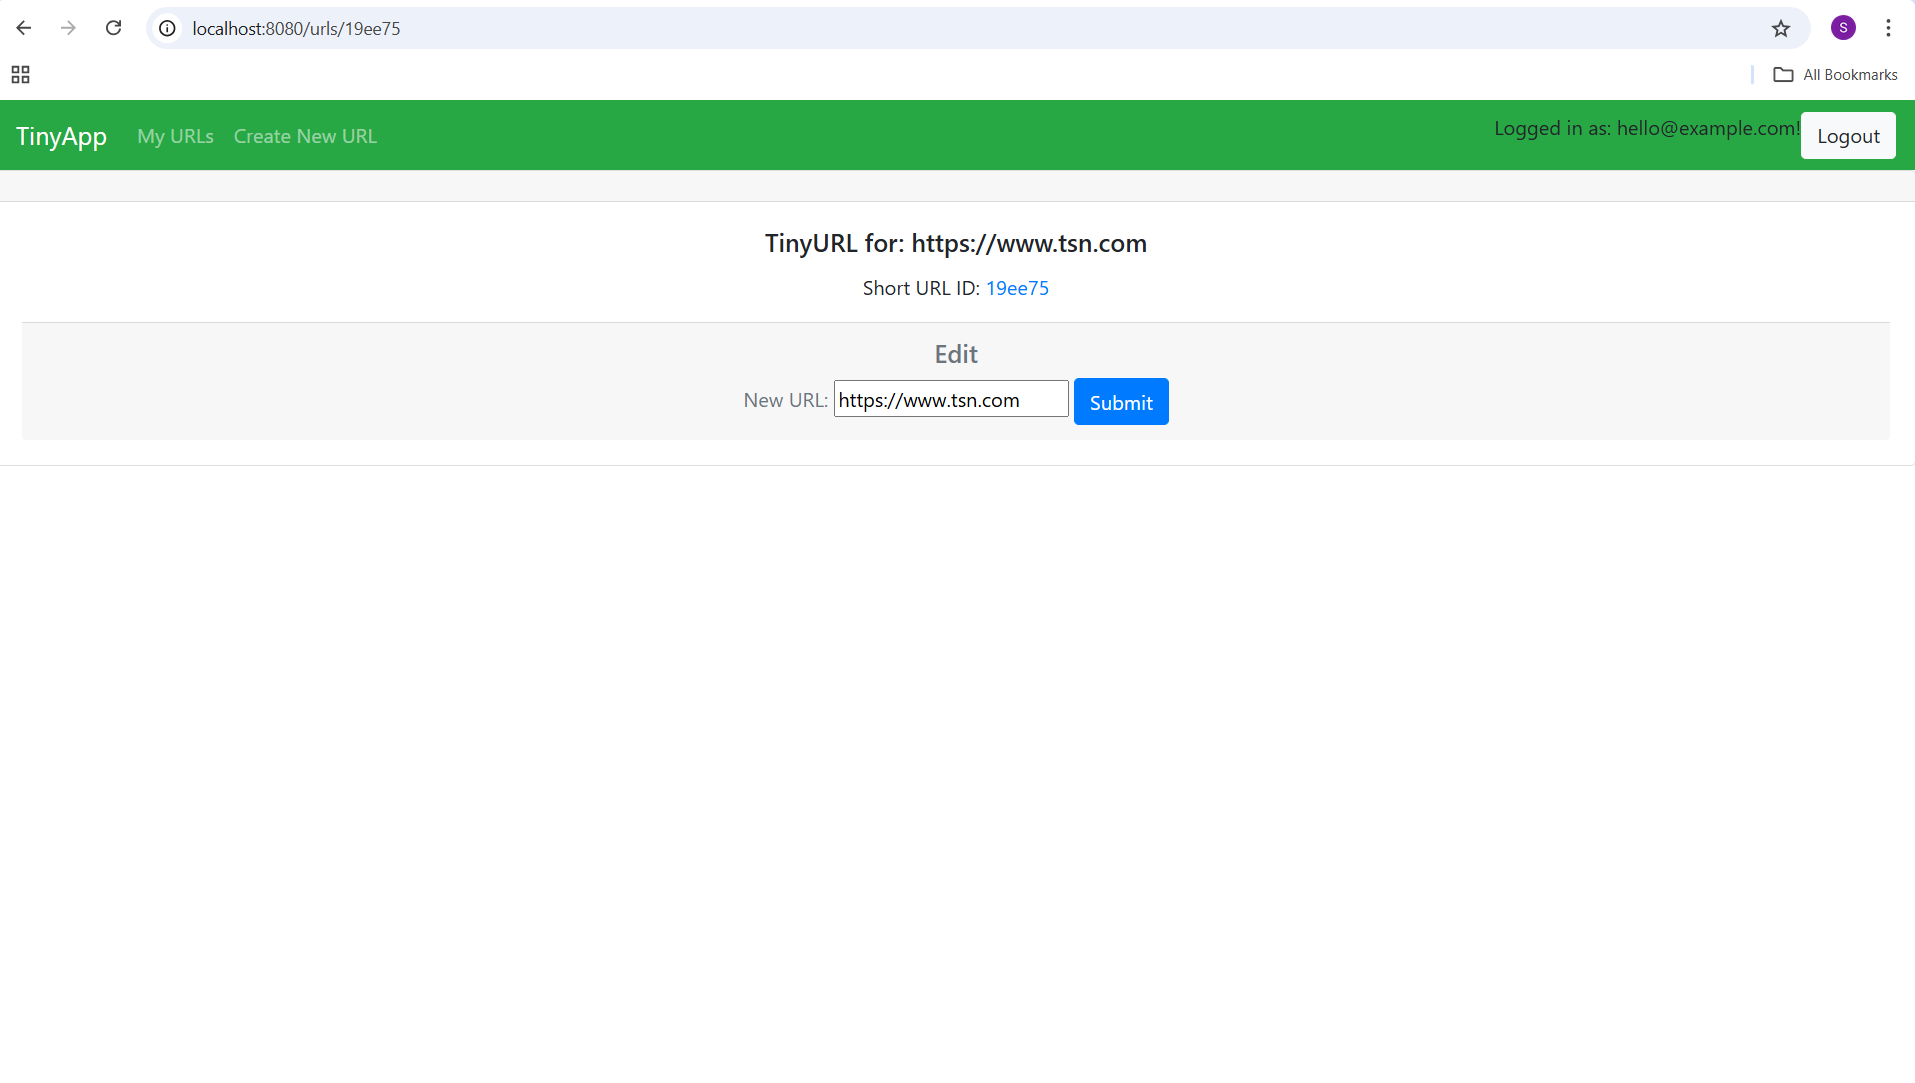 localhost:8080/urls/19ee75
S
All Bookmarks
TinyApp My URLs Create New URL Logged in as: hello@example.com! Logout
TinyURL for: https://www.tsn.com
Short URL ID: 19ee75
Edit
New URL: https://www.tsn.com Submit